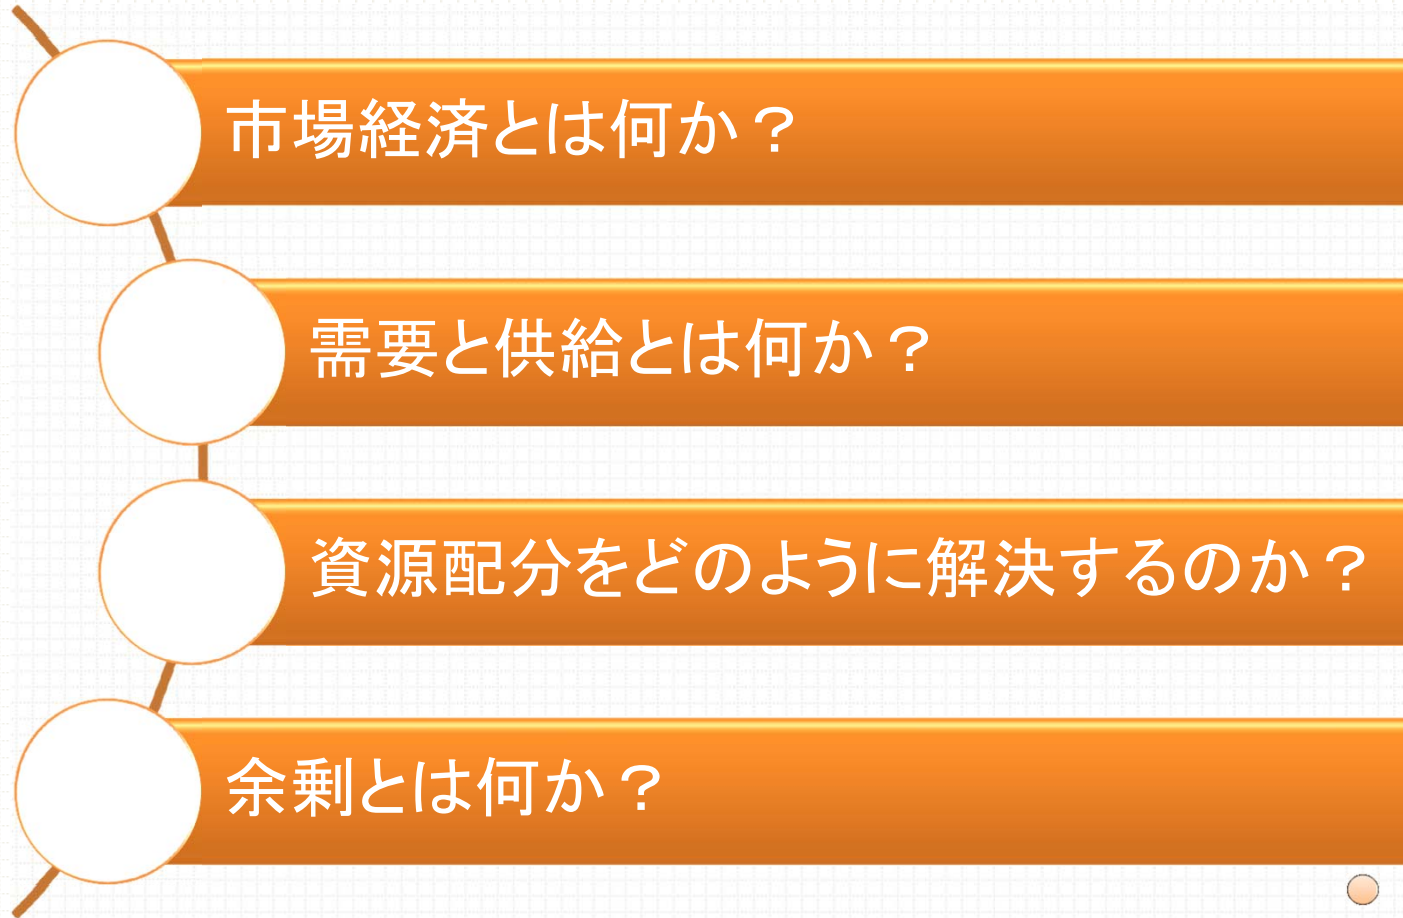 市場経済とは何か？
需要と供給とは何か？
資源配分をどのように解決するのか？
余剰とは何か？